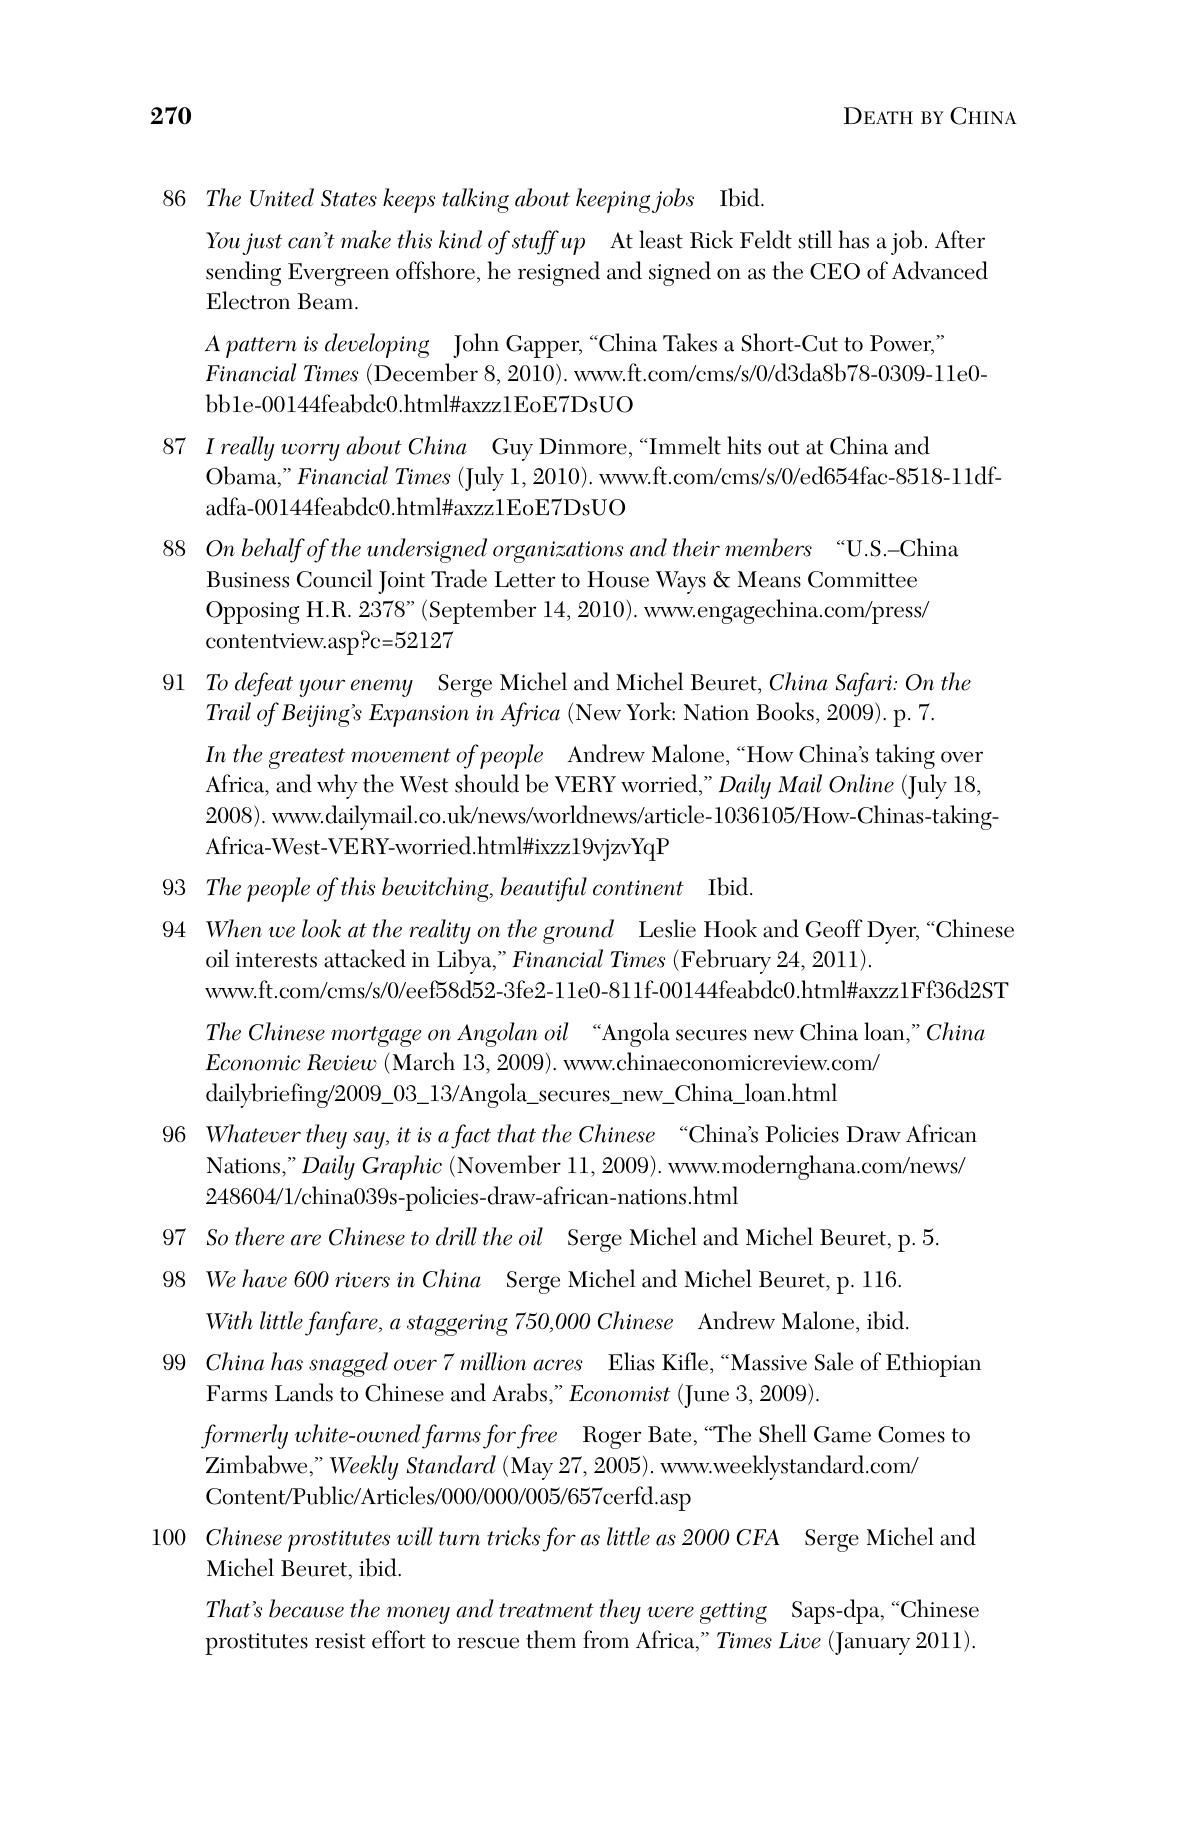 270
DEATH BY CHINA
86 The United States keeps talking about keeping jobs Ibid.
You just can’t make this kind of stuff up At least Rick Feldt still has a job. After
sending Evergreen offshore, he resigned and signed on as the CEO of Advanced
Electron Beam.
A pattern is developing John Gapper, “China Takes a Short-Cut to Power,”
Financial Times (December 8, 2010). www.ft.com/cms/s/0/d3da8b78-0309-11e0-
bb1e-00144feabdc0.html#axzz1EoE7DsUO
87 I really worry about China Guy Dinmore, “Immelt hits out at China and
Obama,” Financial Times (July 1, 2010). www.ft.com/cms/s/0/ed654fac-8518-11df-
adfa-00144feabdc0.html#axzz1EoE7DsUO
88 On behalf of the undersigned organizations and their members “U.S.–China
Business Council Joint Trade Letter to House Ways & Means Committee
Opposing H.R. 2378” (September 14, 2010). www.engagechina.com/press/
contentview.asp?c=52127
91 To defeat your enemy Serge Michel and Michel Beuret, China Safari: On the
Trail of Beijing’s Expansion in Africa (New York: Nation Books, 2009). p. 7.
In the greatest movement of people Andrew Malone, “How China’s taking over
Africa, and why the West should be VERY worried,” Daily Mail Online (July 18,
2008). www.dailymail.co.uk/news/worldnews/article-1036105/How-Chinas-taking-
Africa-West-VERY-worried.html#ixzz19vjzvYqP
93 The people of this bewitching, beautiful continent Ibid.
94 When we look at the reality on the ground Leslie Hook and Geoff Dyer, “Chinese
oil interests attacked in Libya,” Financial Times (February 24, 2011).
www.ft.com/cms/s/0/eef58d52-3fe2-11e0-811f-00144feabdc0.html#axzz1Ff36d2ST
The Chinese mortgage on Angolan oil “Angola secures new China loan,” China
Economic Review (March 13, 2009). www.chinaeconomicreview.com/
dailybriefing/2009_03_13/Angola_secures_new_China_loan.html
96 Whatever they say, it is a fact that the Chinese “China’s Policies Draw African
Nations,” Daily Graphic (November 11, 2009). www.modernghana.com/news/
248604/1/china039s-policies-draw-african-nations.html
97 So there are Chinese to drill the oil Serge Michel and Michel Beuret, p. 5.
98 We have 600 rivers in China Serge Michel and Michel Beuret, p. 116.
With little fanfare, a staggering 750,000 Chinese Andrew Malone, ibid.
99 China has snagged over 7 million acres Elias Kifle, “Massive Sale of Ethiopian
Farms Lands to Chinese and Arabs,” Economist (June 3, 2009).
formerly white-owned farms for free Roger Bate, “The Shell Game Comes to
Zimbabwe,” Weekly Standard (May 27, 2005). www.weeklystandard.com/
Content/Public/Articles/000/000/005/657cerfd.asp
100 Chinese prostitutes will turn tricks for as little as 2000 CFA Serge Michel and
Michel Beuret, ibid.
That’s because the money and treatment they were getting Saps-dpa, “Chinese
prostitutes resist effort to rescue them from Africa,” Times Live (January 2011).